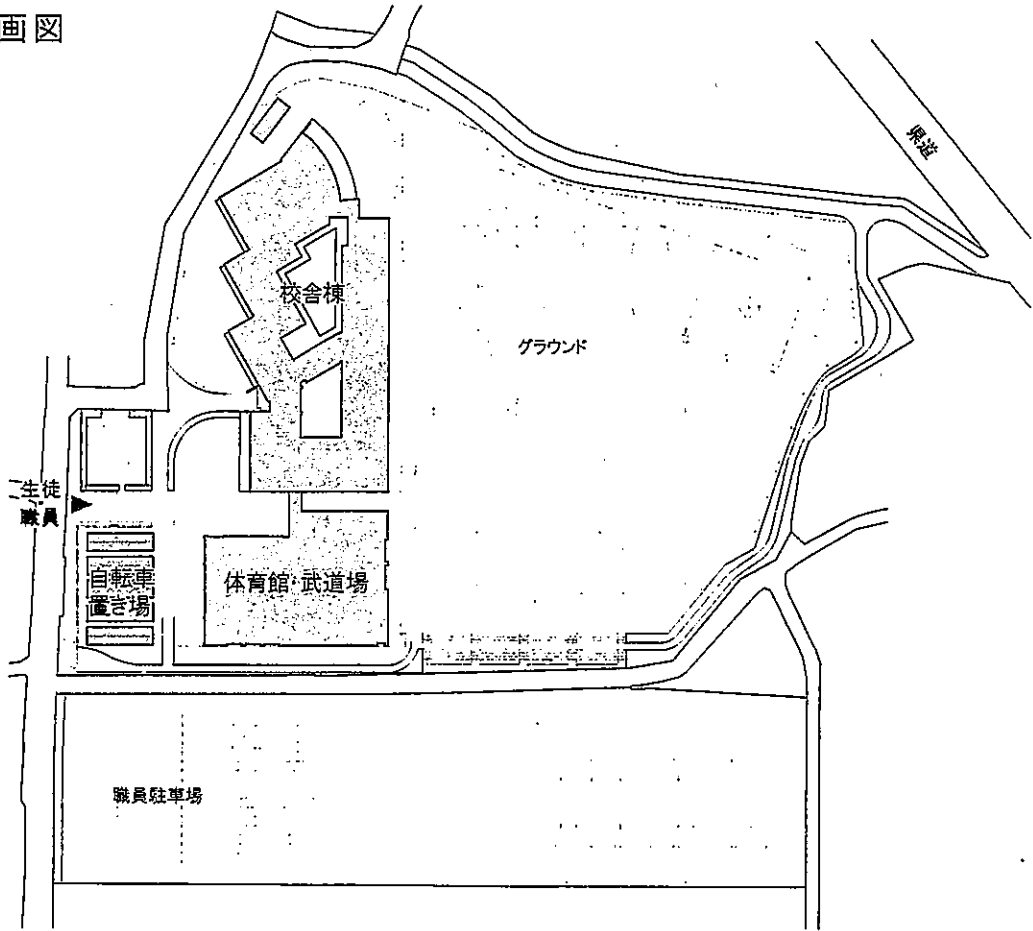 画図
県道
校舎棟
グラウンド
生徒
職員
自転車
置き場
体育館・武道場
職員駐車場